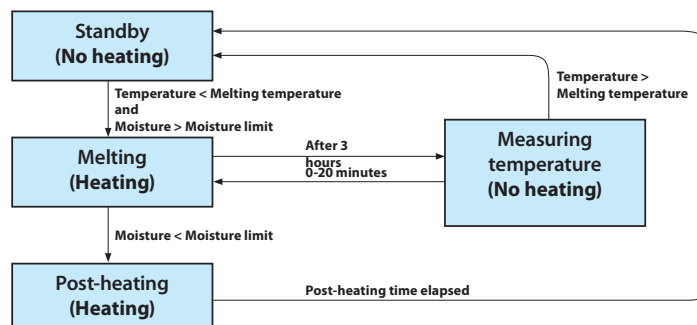 Standby
(No heating)
Temperature < Melting temperature
and
Moisture > Moisture limit
Temperature >
Melting temperature
Melting
(Heating)
After 3
hours
0-20 minutes
Measuring
temperature
(No heating)
Moisture < Moisture limit
Post-heating
(Heating)
Post-heating time elapsed